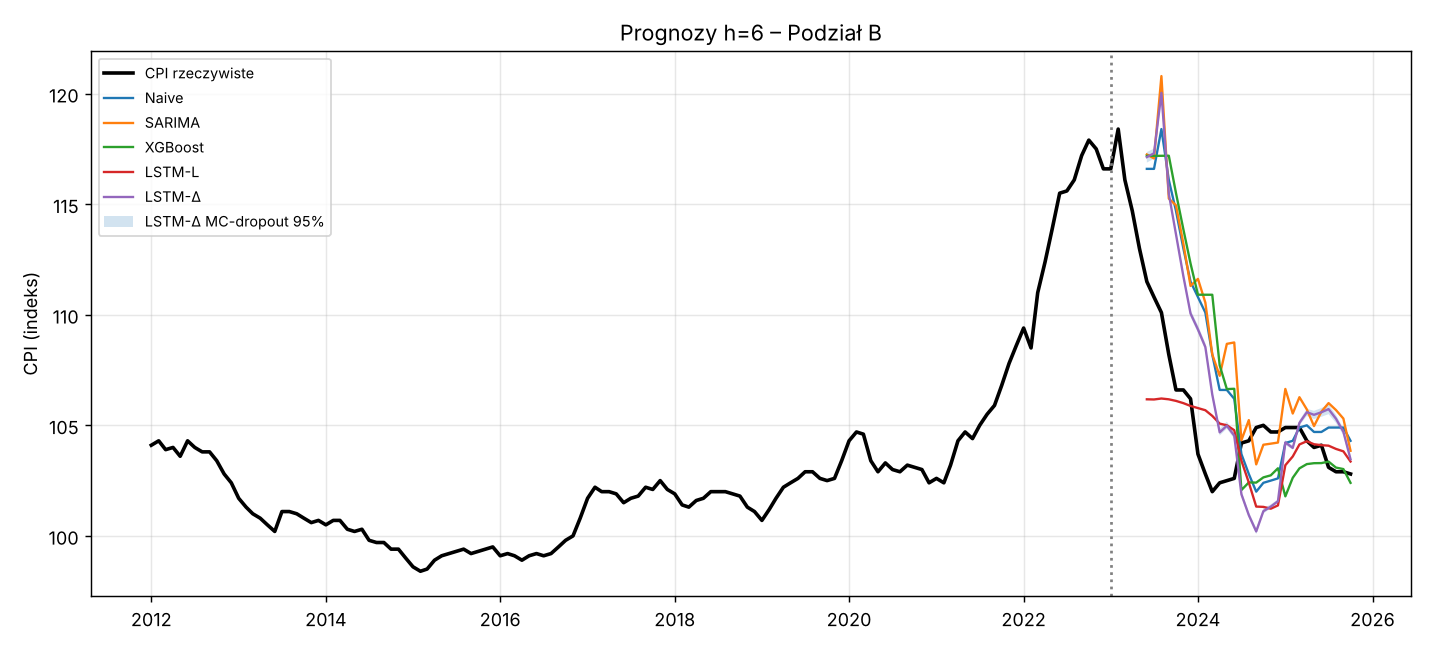 Prognozy h=6 – Podział B
CPI rzeczywiste
Naive
SARIMA
XGBoost
LSTM-L
LSTM-Δ
LSTM-Δ MC-dropout 95%
CPI (indeks)
120
115
110
105
100
2012
2014
2016
2018
2020
2022
2024
2026